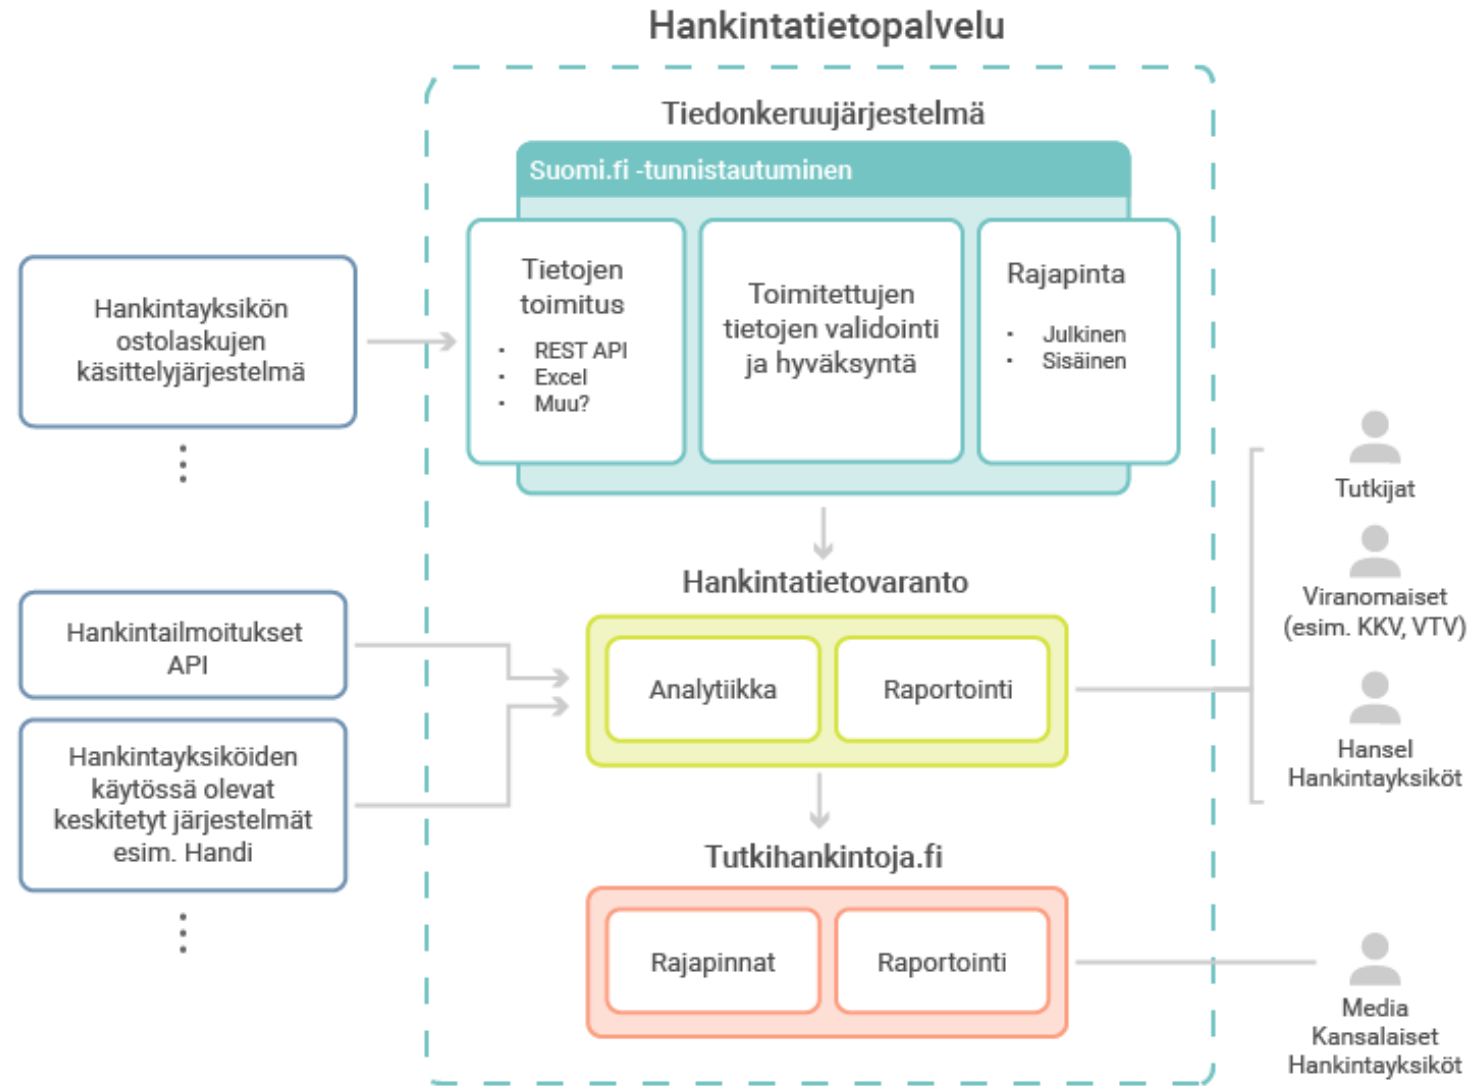 Hankintatietopalvelu
Tiedonkeruujärjestelmä
Suomi.fi -tunnistautuminen
Hankintayksikön
ostolaskujen
käsittelyjärjestelmä
Tietojen
toimitus
· REST API
· Excel
· Muu?
Toimitettujen
tietojen validointi
ja hyväksyntä
Rajapinta
· Julkinen
· Sisäinen
Hankintatietovaranto
Hankintailmoitukset
API
Hankintayksiköiden
käytössä olevat
keskitetyt järjestelmät
esim. Handi
Analytiikka
Raportointi
Tutkijat
Viranomaiset
(esim. KKV, VTV)
Hansel
Hankintayksiköt
Tutkihankintoja.fi
Rajapinnat
Raportointi
Media
Kansalaiset
Hankintayksiköt